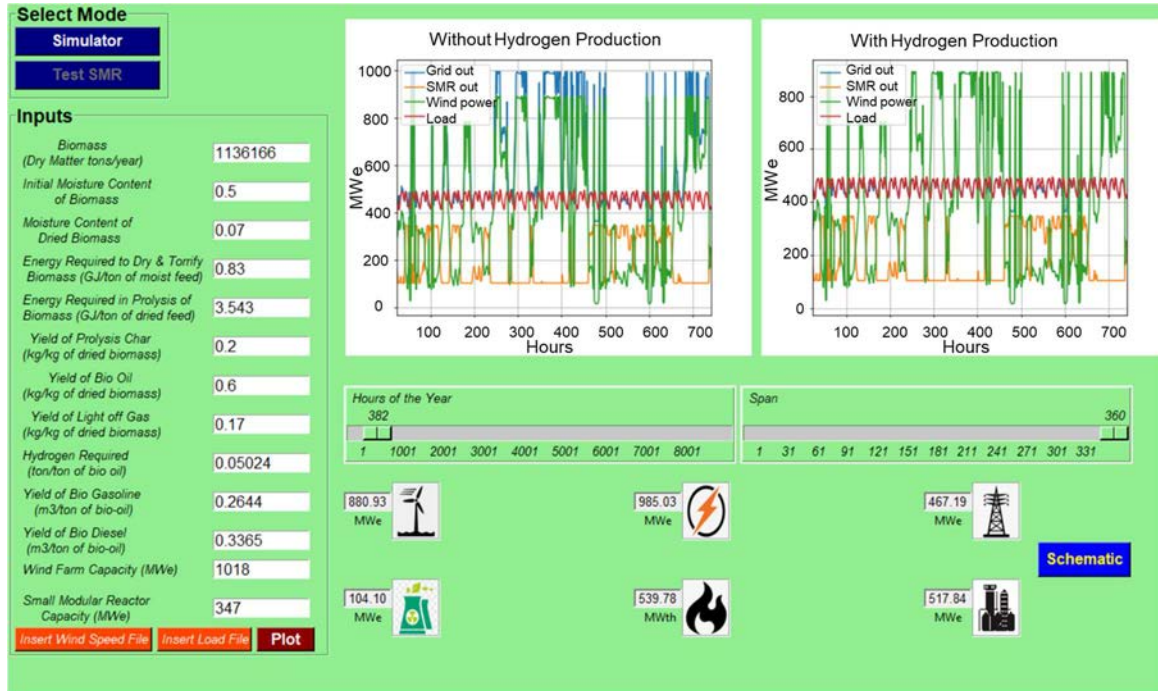 Select Mode
Simulator
Test SMR
Inputs
Biomass
(Dry Matter tons/year)
1136166
Initial Moisture Content
of Biomass
0.5
Moisture Content of
Dried Biomass
0.07
Energy Required to Dry & Torrify
Biomass (GJ/ton of moist feed)
0.83
Energy Required in Prolysis of
Biomass (GJ/ton of dried feed)
3.543
Yield of Prolysis Char
(kg/kg of dried biomass)
0.2
Yield of Bio Oil
(kg/kg of dried biomass)
0.6
Yield of Light off Gas
(kg/kg of dried biomass)
0.17
Hydrogen Required
(ton/ton of bio oil)
0.05024
Yield of Bio Gasoline
(m3/ton of bio-oil)
0.2644
Yield of Bio Diesel
(m3/ton of bio-oil)
0.3365
Wind Farm Capacity (MWe)
1018
Small Modular Reactor
Capacity (MWe)
347
Insert Wind Speed File Insert Load File Plot
Without Hydrogen Production
Grid out
SMR out
Wind power
Load
MWe
1000
800
600
400
200
0
100 200 300 400 500 600 700
Hours
With Hydrogen Production
Grid out
SMR out
Wind power
Load
MWe
800
600
400
200
0
100 200 300 400 500 600 700
Hours
Hours of the Year
382
1 1001 2001 3001 4001 5001 6001 7001 8001
Span
360
1 31 61 91 121 151 181 211 241 271 301 331
880.93
MWe
985.03
MWe
467.19
MWe
Schematic
104.10
MWe
539.78
MWth
517.84
MWe